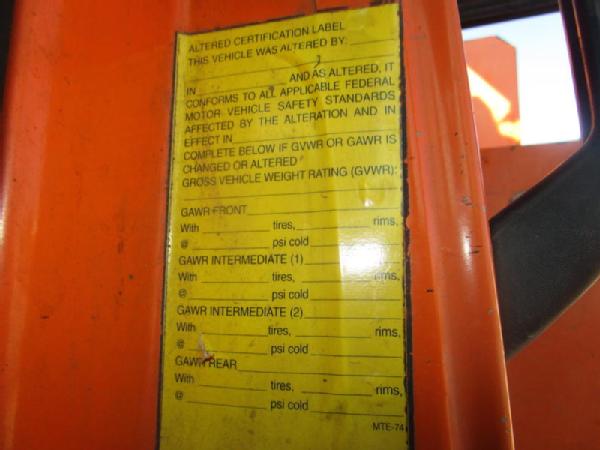 ALTERED CERTIFICATION LABEL
THIS VEHICLE WAS ALTERED BY:
IN AND AS ALTERED, IT
CONFORMS TO ALL APPLICABLE FEDERAL
MOTOR VEHICLE SAFETY STANDARDS
AFFECTED BY THE ALTERATION AND IN
EFFECT IN
COMPLETE BELOW IF GVWR OR GAWR IS
CHANGED OR ALTERED
GROSS VEHICLE WEIGHT RATING (GVWR):
GAWR FRONT
With tires, rims,
@ psi cold
GAWR INTERMEDIATE (1)
With tires, rims,
@ psi cold
GAWR INTERMEDIATE (2)
With tires, rims,
@ psi cold
GAWR REAR
With tires, rims,
@ psi cold
MTE-74